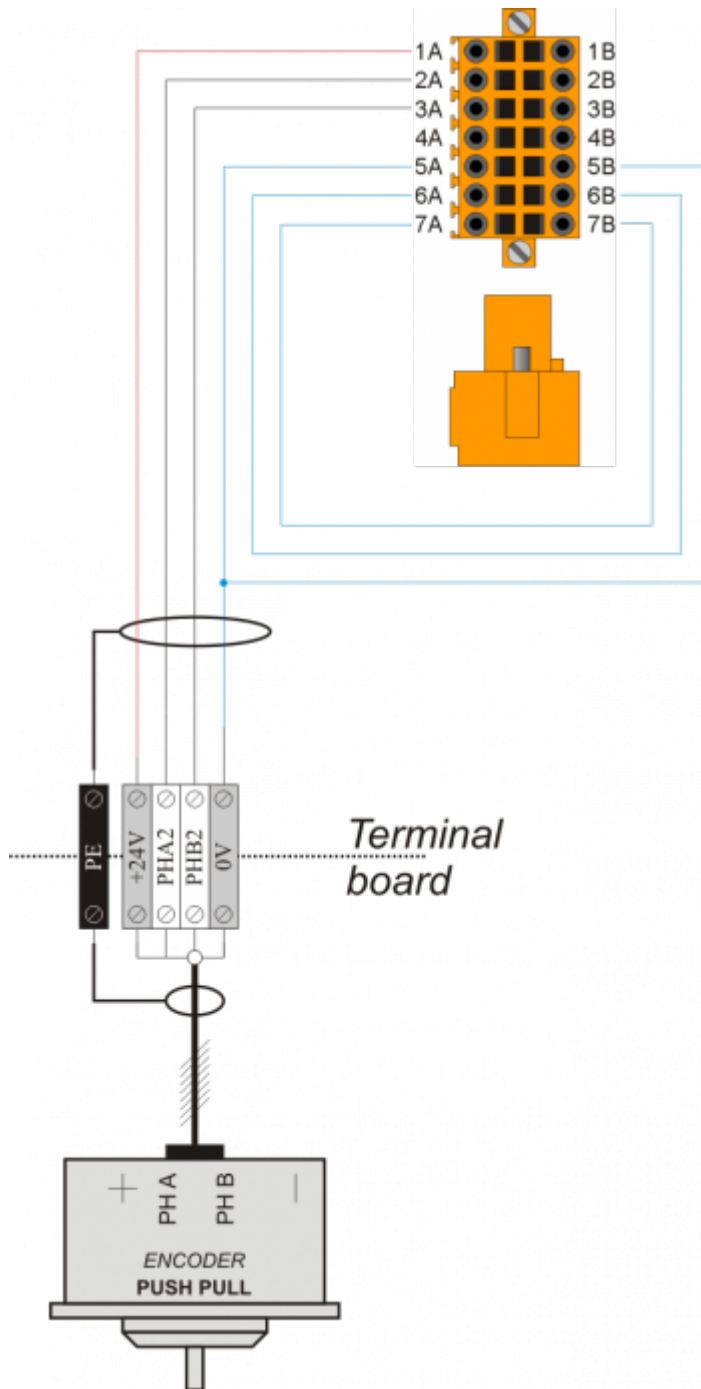 1A 1B
2A 2B
3A 3B
4A 4B
5A 5B
6A 6B
7A 7B
PE
+24V
PHA2
PHB2
0V
Terminal
board
+
PH A
PH B
-
ENCODER
PUSH PULL